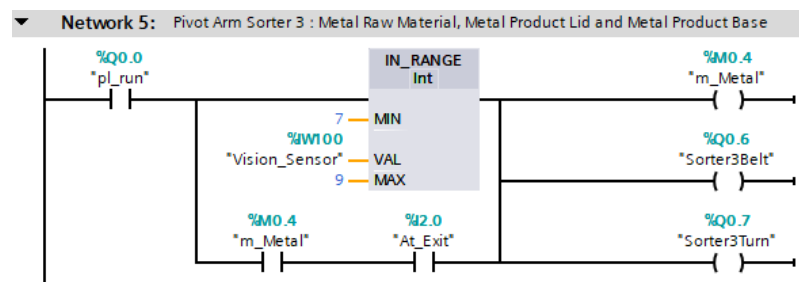 Network 5: Pivot Arm Sorter 3 : Metal Raw Material, Metal Product Lid and Metal Product Base
%Q0.0
"pl_run"
IN_RANGE
Int
%M0.4
"m_Metal"
7 MIN
%IW100
"Vision_Sensor" VAL
9 MAX
%Q0.6
"Sorter3Belt"
%M0.4
"m_Metal"
%I2.0
"At_Exit"
%Q0.7
"Sorter3Turn"